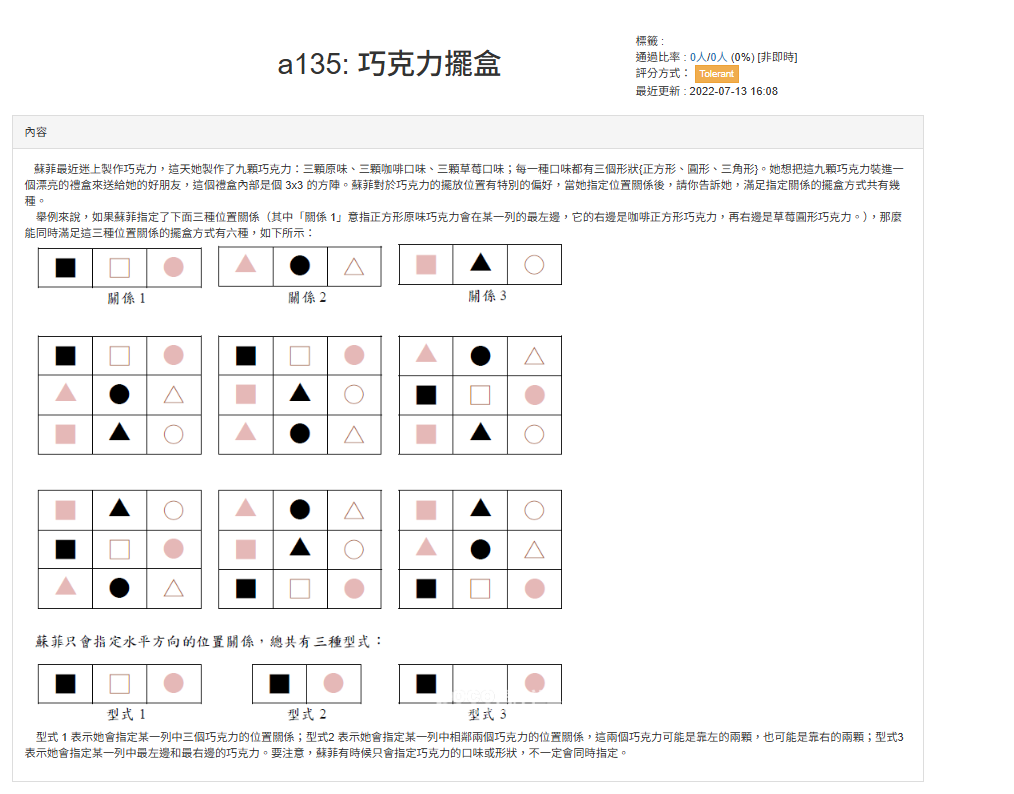 a135: 巧克力擺盒
標籤 :
通過比率 : 0人/0人 (0%) [非即時]
評分方式： Tolerant
最近更新 : 2022-07-13 16:08
內容
蘇菲最近迷上製作巧克力，這天她製作了九顆巧克力：三顆原味、三顆咖啡口味、三顆草莓口味；每一種口味都有三個形狀{正方形、圓形、三角形}。她想把這九顆巧克力裝進一
個漂亮的禮盒來送給她的好朋友，這個禮盒內部是個 3x3 的方陣。蘇菲對於巧克力的擺放位置有特別的偏好，當她指定位置關係後，請你告訴她，滿足指定關係的擺盒方式共有幾
種。
舉例來說，如果蘇菲指定了下面三種位置關係（其中「關係 1」意指正方形原味巧克力會在某一列的最左邊，它的右邊是咖啡正方形巧克力，再右邊是草莓圓形巧克力。），那麼
能同時滿足這三種位置關係的擺盒方式有六種，如下所示：
關係 1 關係 2 關係 3
蘇菲只會指定水平方向的位置關係，總共有三種型式：
型式 1 型式 2 型式 3
型式 1 表示她會指定某一列中三個巧克力的位置關係；型式2 表示她會指定某一列中相鄰兩個巧克力的位置關係，這兩個巧克力可能是靠左的兩顆，也可能是靠右的兩顆；型式3
表示她會指定某一列中最左邊和最右邊的巧克力。要注意，蘇菲有時候只會指定巧克力的口味或形狀，不一定會同時指定。